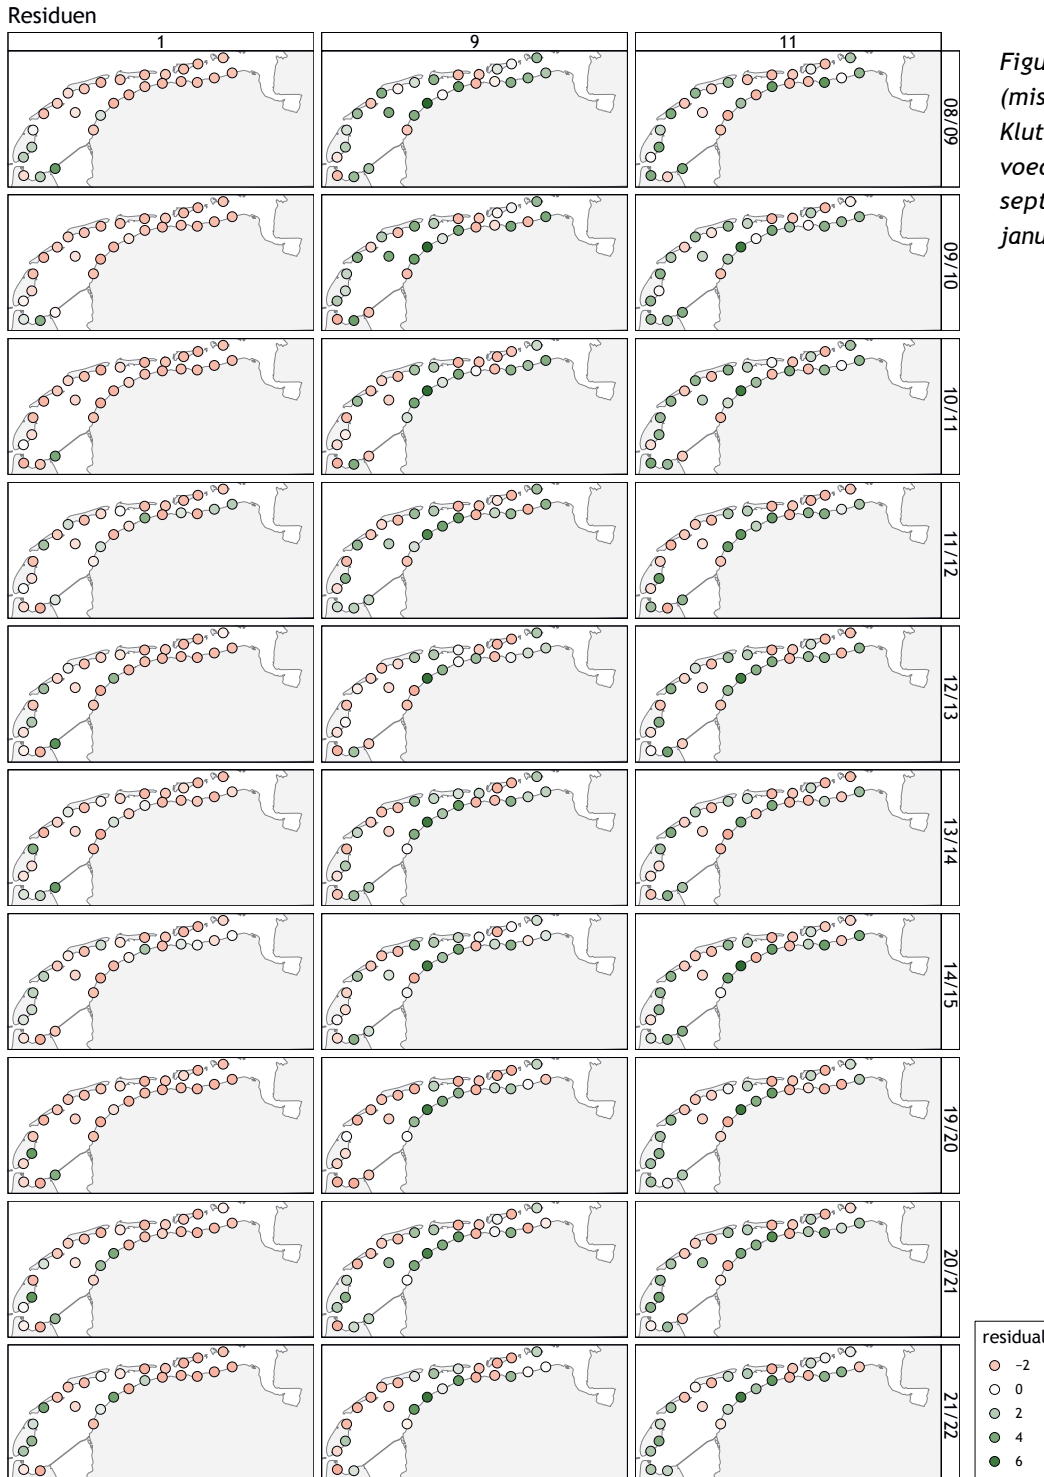 Residuen
1 9 11
08/09
09/10
10/11
11/12
12/13
13/14
14/15
19/20
20/21
21/22
Figu
(mis
Klut
voed
sept
janu
residual
-2
0
2
4
6